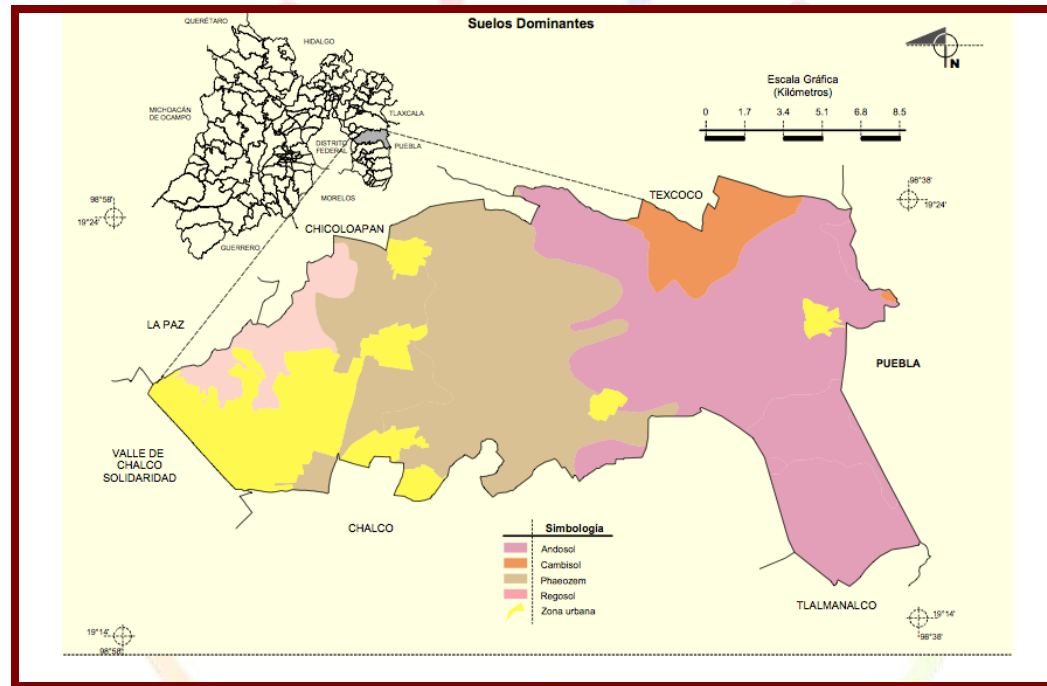 Suelos Dominantes
QUERÉTARO
HIDALGO
MICHOACÁN
DE OCAMPO
TLAXCALA
DISTRITO
FEDERAL
PUEBLA
MORELOS
GUERRERO
N
Escala Gráfica
(Kilómetros)
0 1.7 3.4 5.1 6.8 8.5
98°58'
19°24'
98°38'
19°24'
TEXCOCO
CHICOLOAPAN
LA PAZ
PUEBLA
VALLE DE
CHALCO
SOLIDARIDAD
CHALCO
TLALMANALCO
Simbología
Andosol
Cambisol
Phaeozem
Regosol
Zona urbana
19°14'
98°58'
19°14'
98°38'